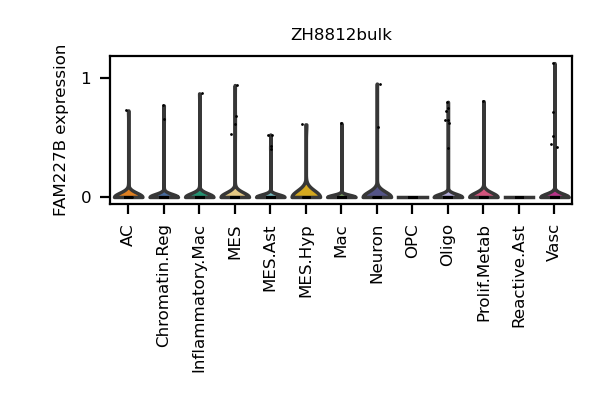 ZH8812bulk
FAM227B expression
1
0
AC
Chromatin.Reg
Inflammatory.Mac
MES
MES.Ast
MES.Hyp
Mac
Neuron
OPC
Oligo
Prolif.Metab
Reactive.Ast
Vasc